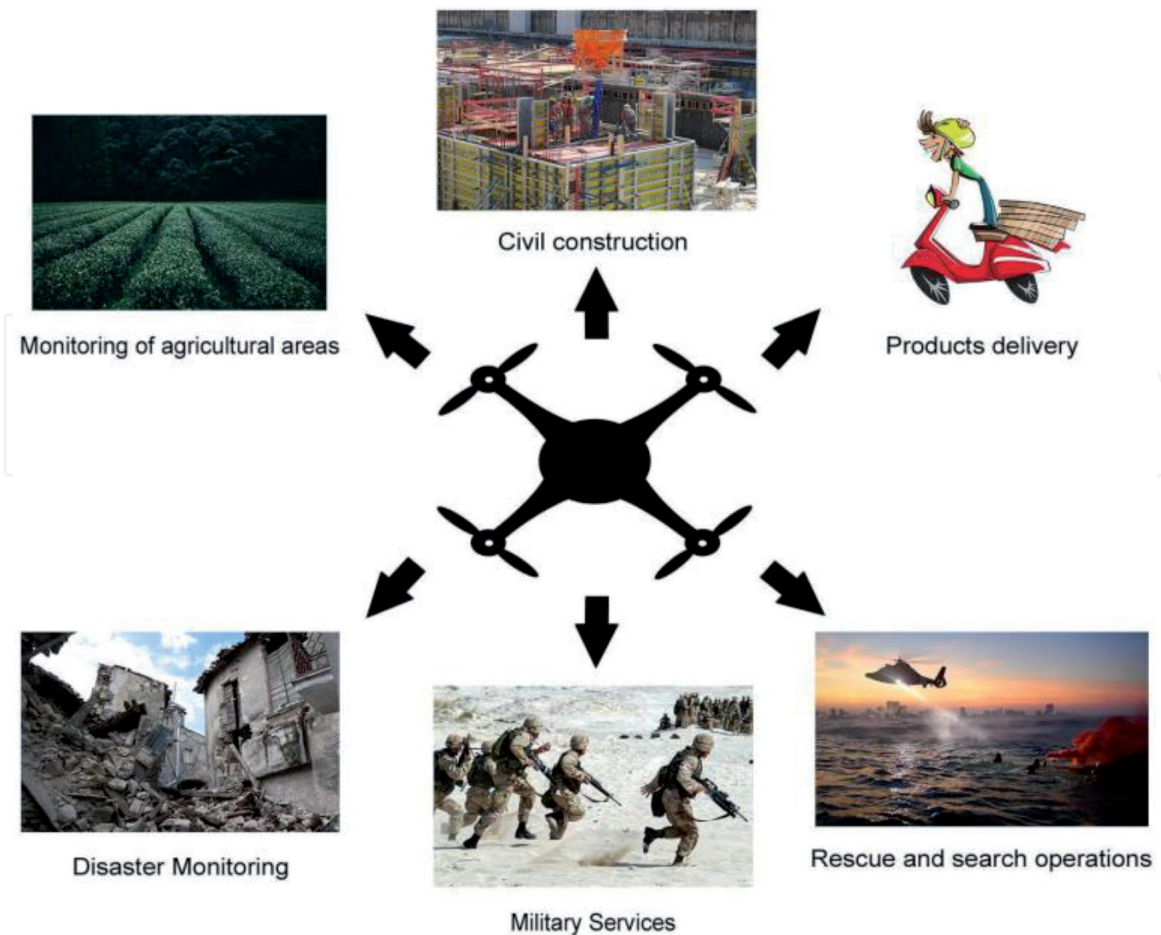 Civil construction
Monitoring of agricultural areas
Products delivery
Disaster Monitoring
Military Services
Rescue and search operations